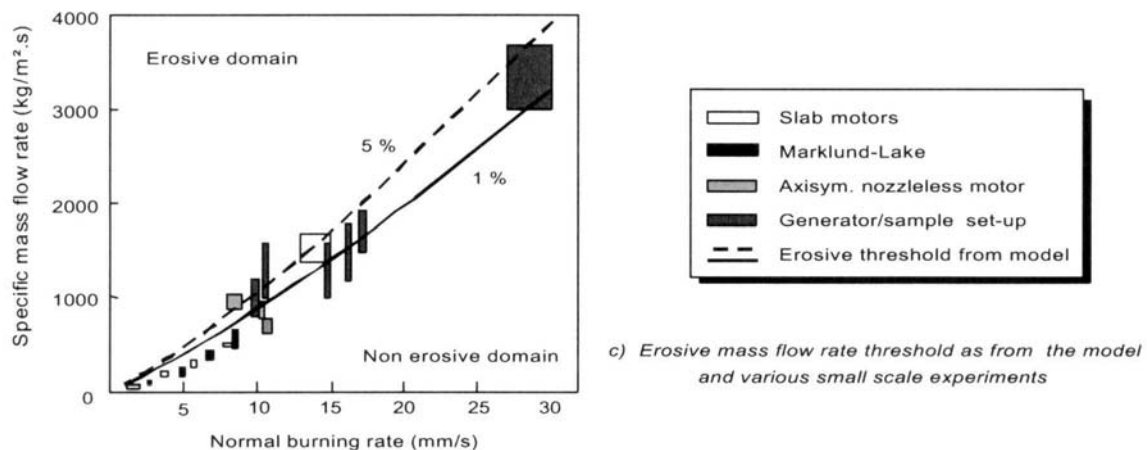 4000
3000
2000
1000
0
Specific mass flow rate (kg/m².s)
Erosive domain
5 %
1 %
Non erosive domain
5
10
15
20
25
30
Normal burning rate (mm/s)
Slab motors
Marklund-Lake
Axisym. nozzleless motor
Generator/sample set-up
Erosive threshold from model
c) Erosive mass flow rate threshold as from the model
and various small scale experiments